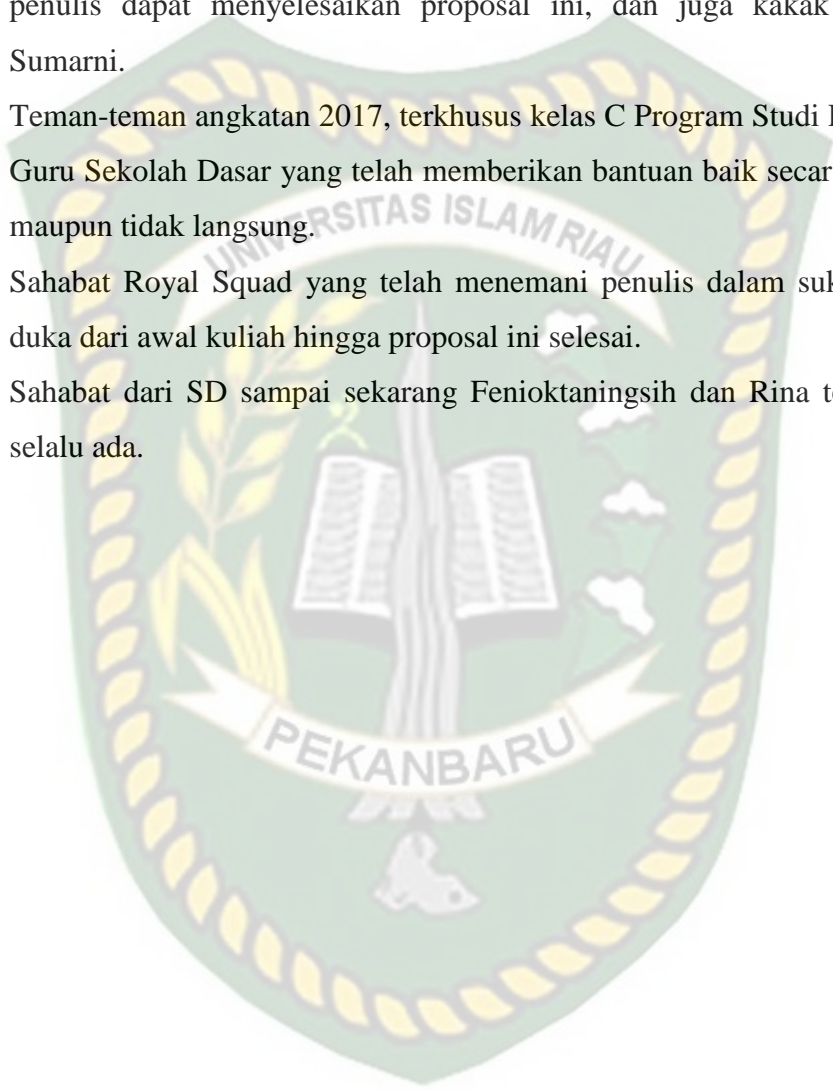 penulis dapat menyelesaikan proposal ini, dan juga kakak
Sumarni.
Teman-teman angkatan 2017, terkhusus kelas C Program Studi
Guru Sekolah Dasar yang telah memberikan bantuan baik
maupun tidak langsung.
Sahabat Royal Squad yang telah menemani penulis dalam
duka dari awal kuliah hingga proposal ini selesai.
Sahabat dari SD sampai sekarang Fenioktaningsih dan Rina
selalu ada.
UNIVERSITAS ISLAM RIAU
PEKANBARU